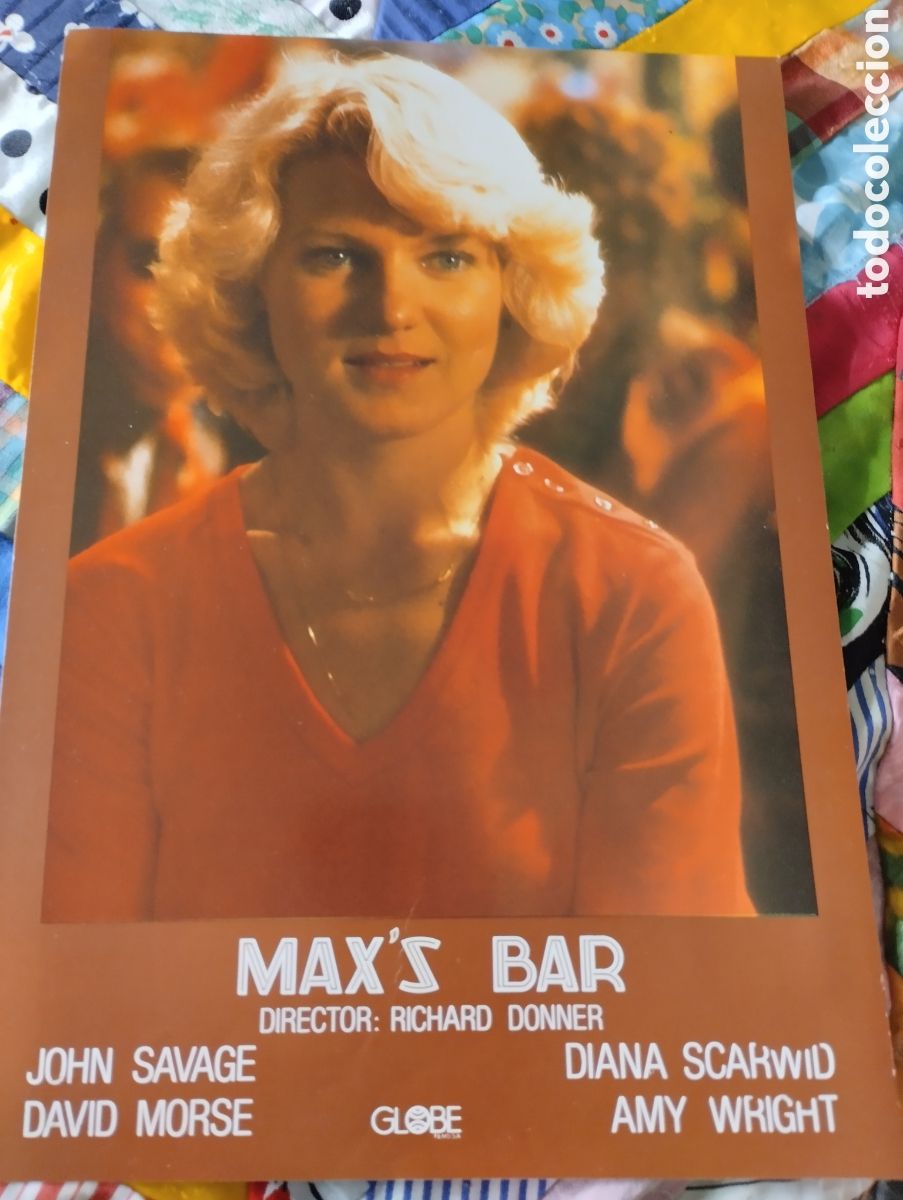 todocoleccion
MAX'S BAR
DIRECTOR: RICHARD DONNER
JOHN SAVAGE
DIANA SCARWID
DAVID MORSE
GLOBE
AMY WRIGHT